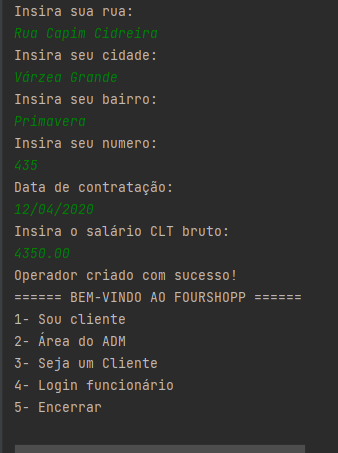 Insira sua rua:
Rua Capim Cidreira
Insira seu cidade:
Várzea Grande
Insira seu bairro:
Primavera
Insira seu numero:
435
Data de contratação:
12/04/2020
Insira o salário CLT bruto:
4350.00
Operador criado com sucesso!
====== BEM-VINDO AO FOURSHOPP ======
1- Sou cliente
2- Área do ADM
3- Seja um Cliente
4- Login funcionário
5- Encerrar